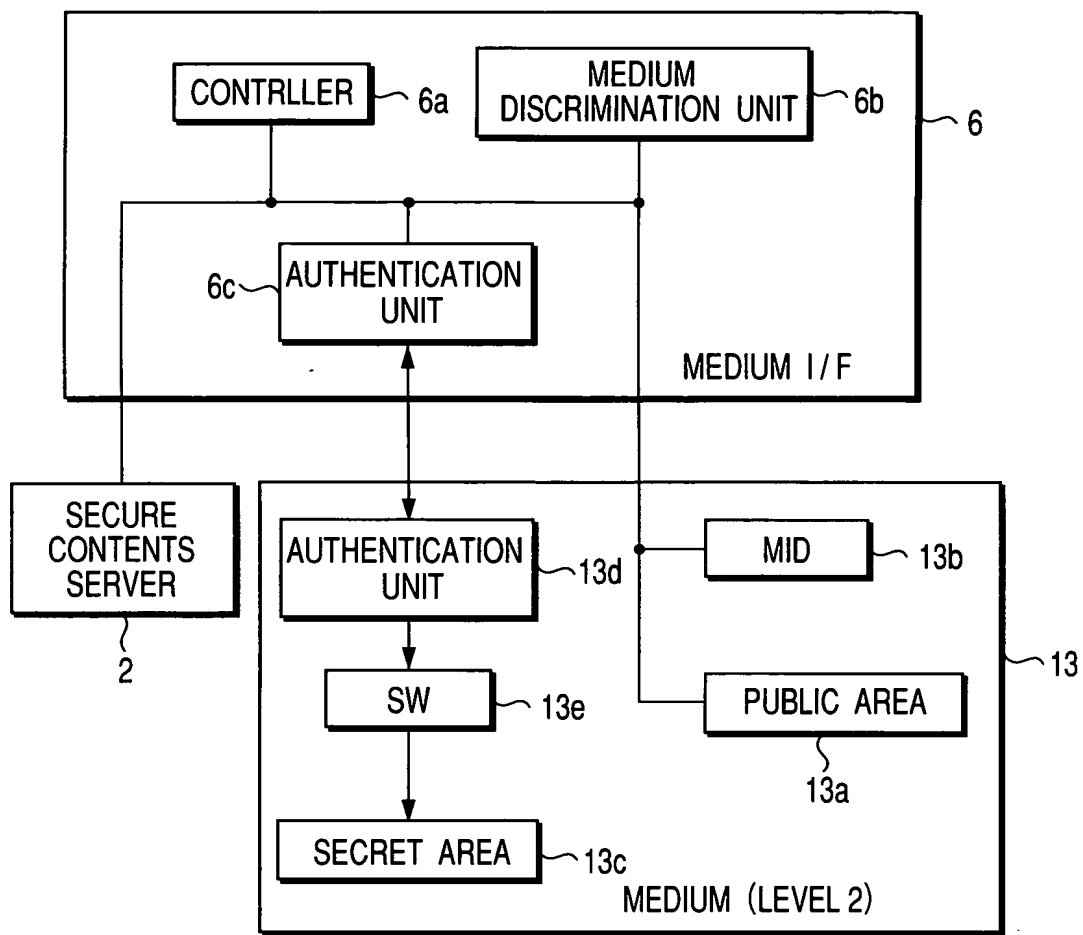 CONTRLLER
6a
MEDIUM
DISCRIMINATION UNIT
6b
6
6c
AUTHENTICATION
UNIT
MEDIUM I/F
SECURE
CONTENTS
SERVER
2
AUTHENTICATION
UNIT
13d
MID
13b
13
SW
13e
PUBLIC AREA
13a
SECRET AREA
13c
MEDIUM (LEVEL 2)